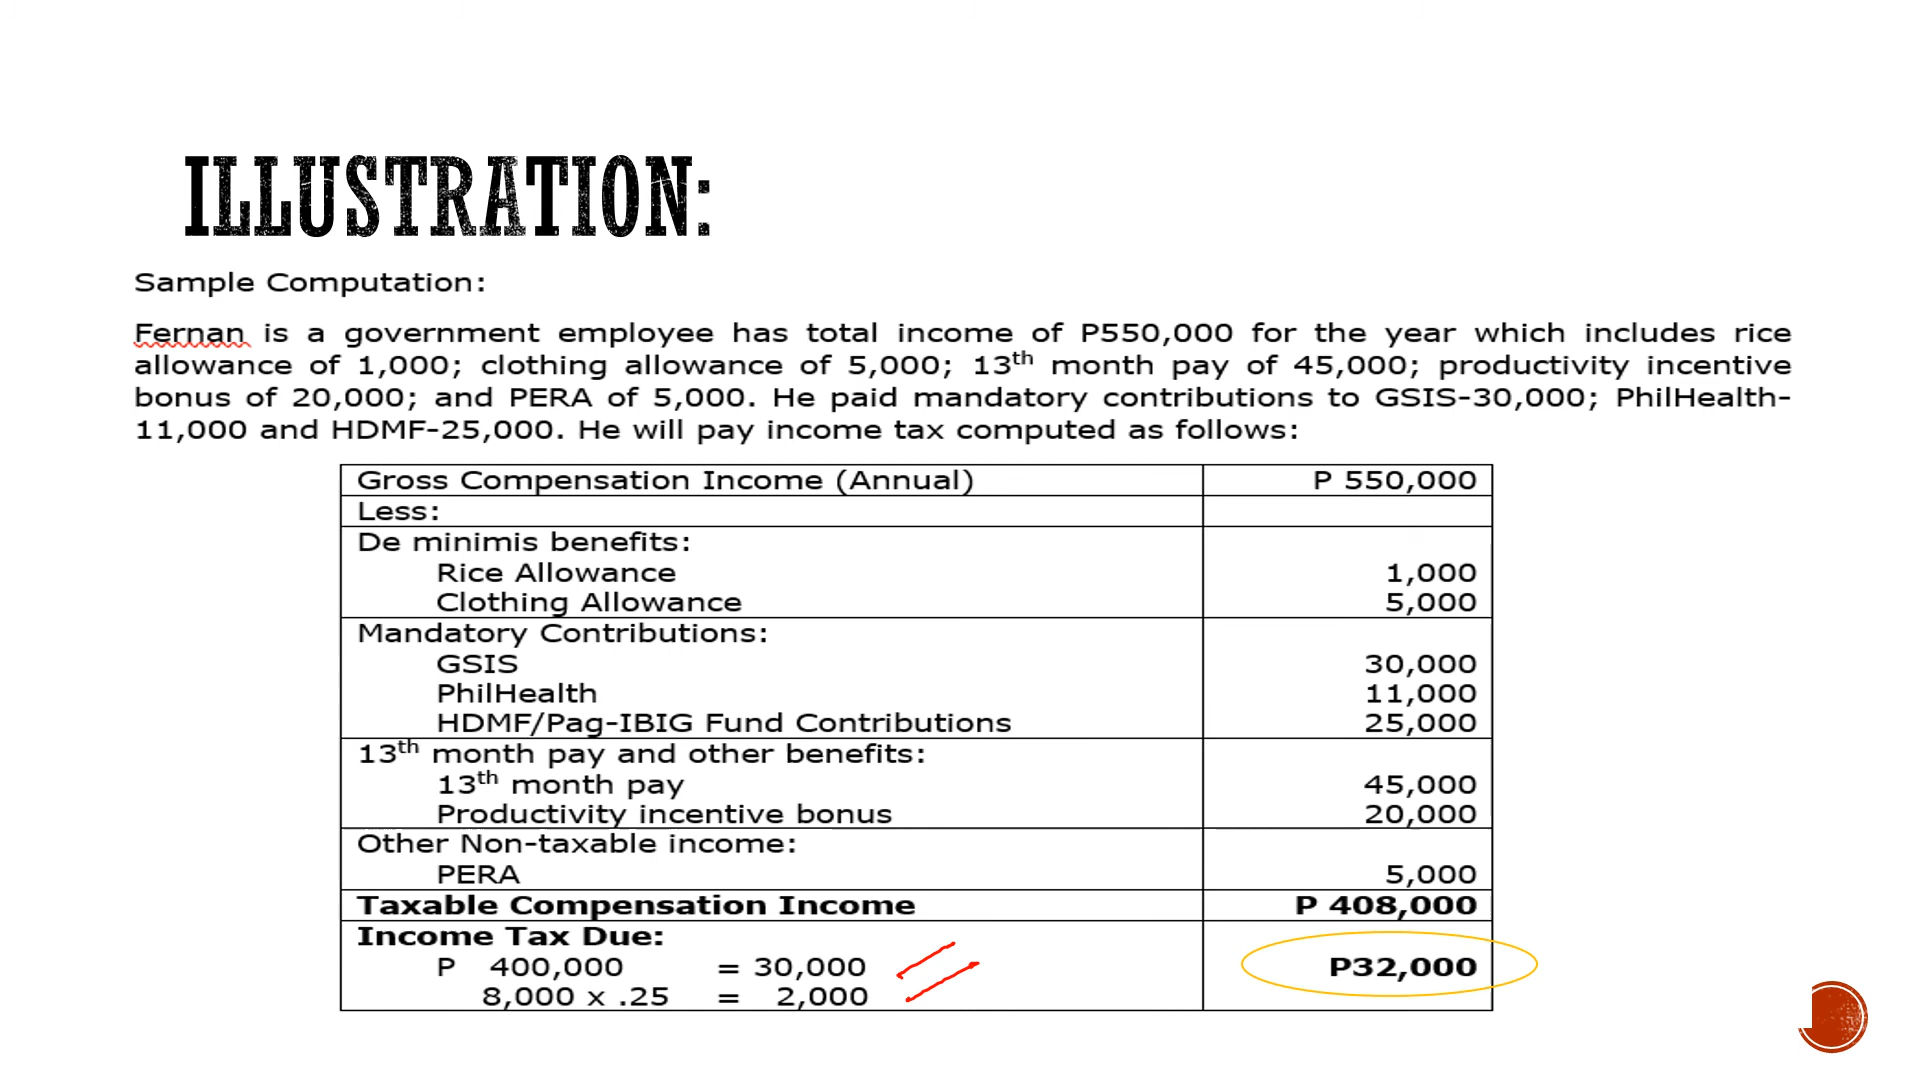 ILLUSTRATION:
Sample Computation:
Fernan is a government employee has total income of P550,000 for the year which includes rice
allowance of 1,000; clothing allowance of 5,000; 13th month pay of 45,000; productivity incentive
bonus of 20,000; and PERA of 5,000. He paid mandatory contributions to GSIS-30,000; PhilHealth-
11,000 and HDMF-25,000. He will pay income tax computed as follows:
Gross Compensation Income (Annual) P 550,000
Less:
De minimis benefits:
Rice Allowance 1,000
Clothing Allowance 5,000
Mandatory Contributions:
GSIS 30,000
PhilHealth 11,000
HDMF/Pag-IBIG Fund Contributions 25,000
13th month pay and other benefits:
13th month pay 45,000
Productivity incentive bonus 20,000
Other Non-taxable income:
PERA 5,000
Taxable Compensation Income P 408,000
Income Tax Due:
P 400,000 = 30,000 P32,000
8,000 x .25 = 2,000